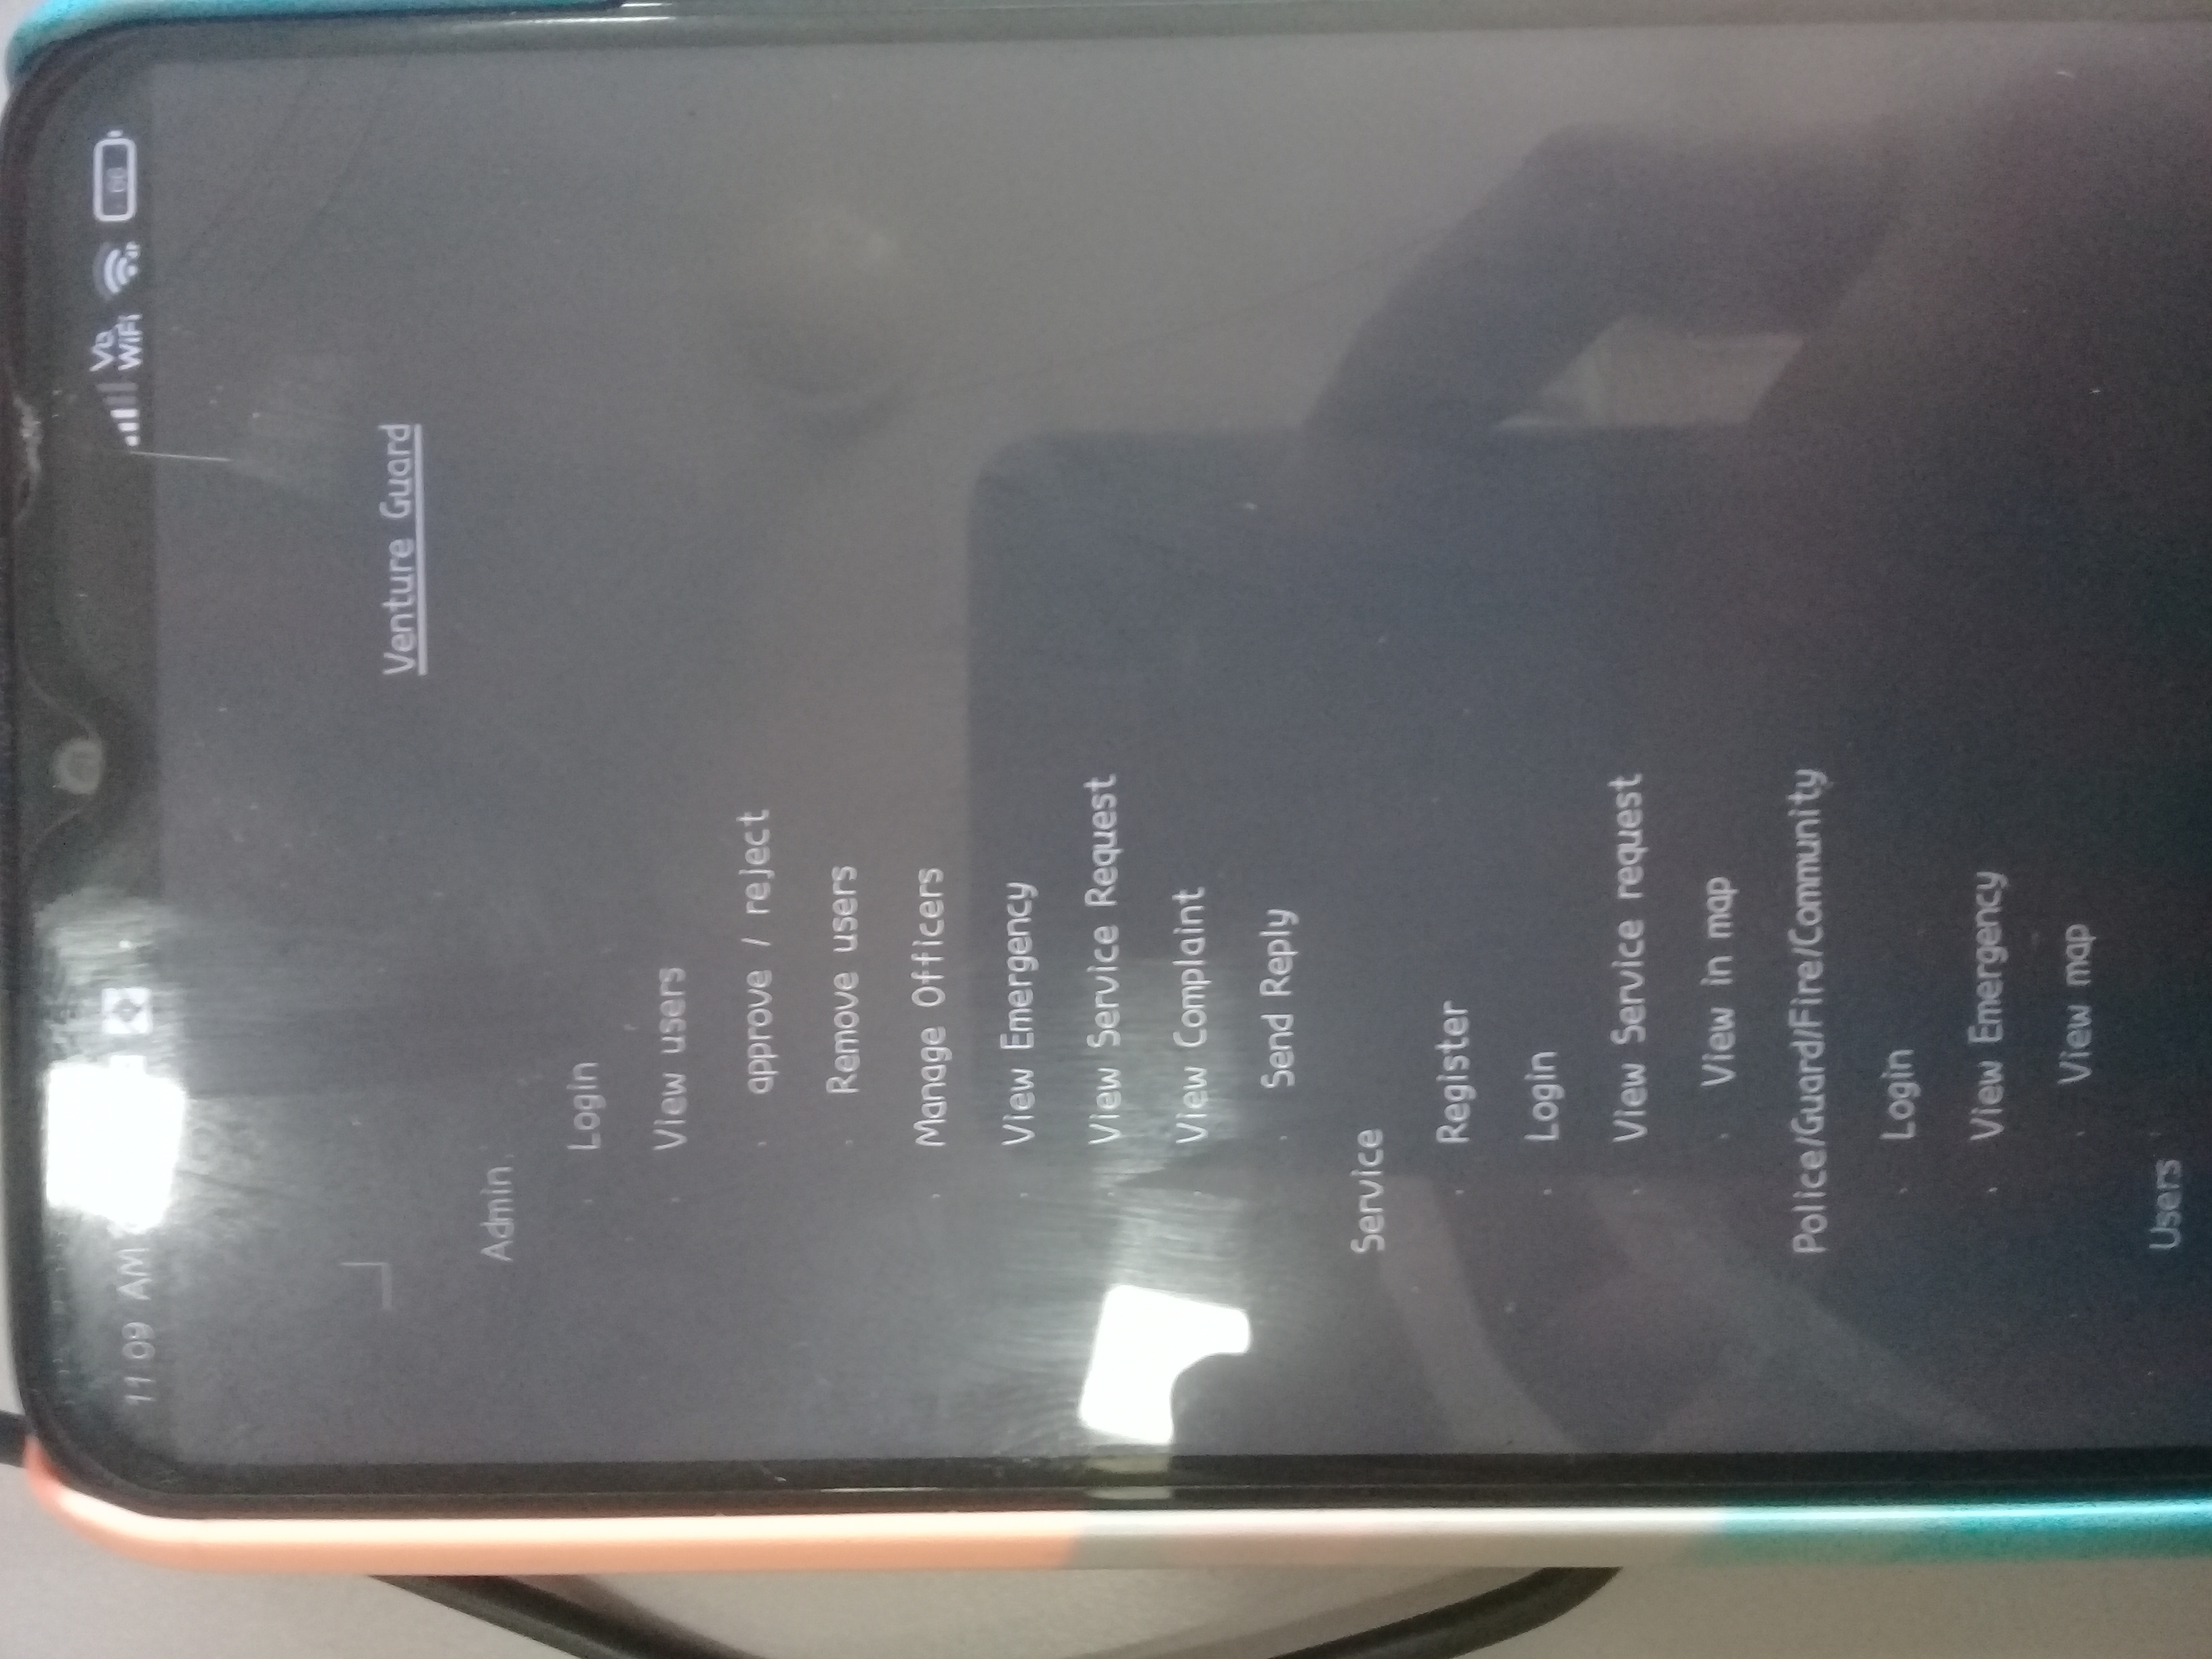 11:09 AM
Vo
WiFi
66
Venture Guard
Admin
Login
View users
approve / reject
Remove users
Manage Officers
View Emergency
View Service Request
View Complaint
Send Reply
Service
Register
Login
View Service request
View in map
Police/Guard/Fire/Community
Login
View Emergency
View map
Users